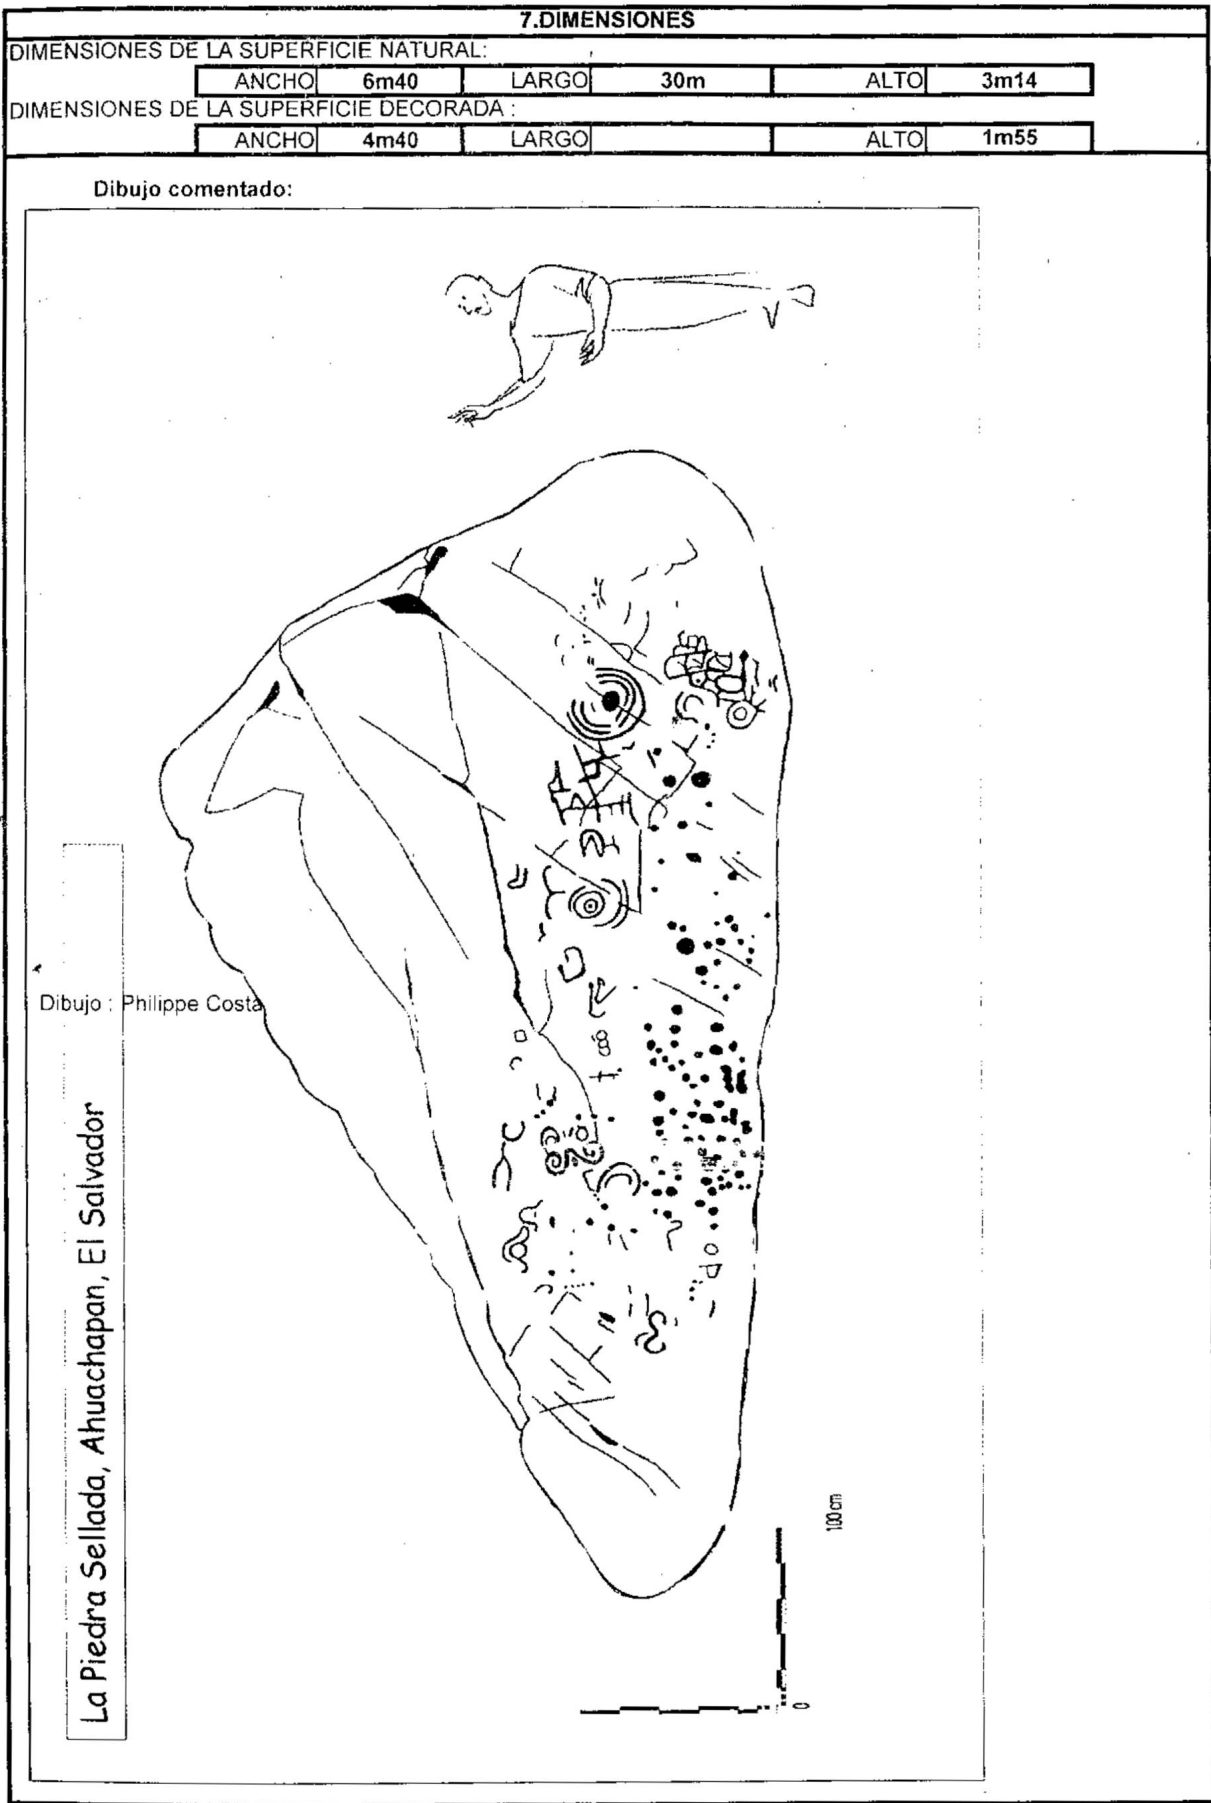 7.DIMENSIONES
DIMENSIONES DE LA SUPERFICIE NATURAL:
ANCHO 6m40 LARGO 30m ALTO 3m14
DIMENSIONES DE LA SUPERFICIE DECORADA :
ANCHO 4m40 LARGO ALTO 1m55
Dibujo comentado:
Dibujo : Philippe Costa
La Piedra Sellada, Ahuachapan, El Salvador
100 cm
0